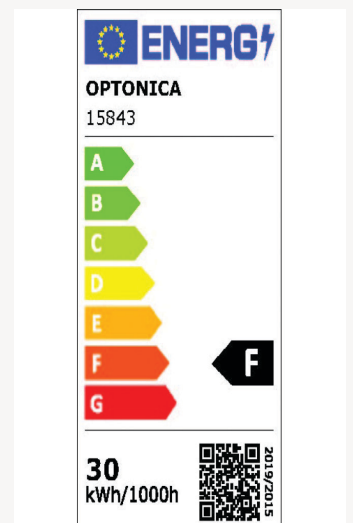 ENERG
OPTONICA
15843
A
B
C
D
E
F
F
G
30
kWh/1000h
2019/2015